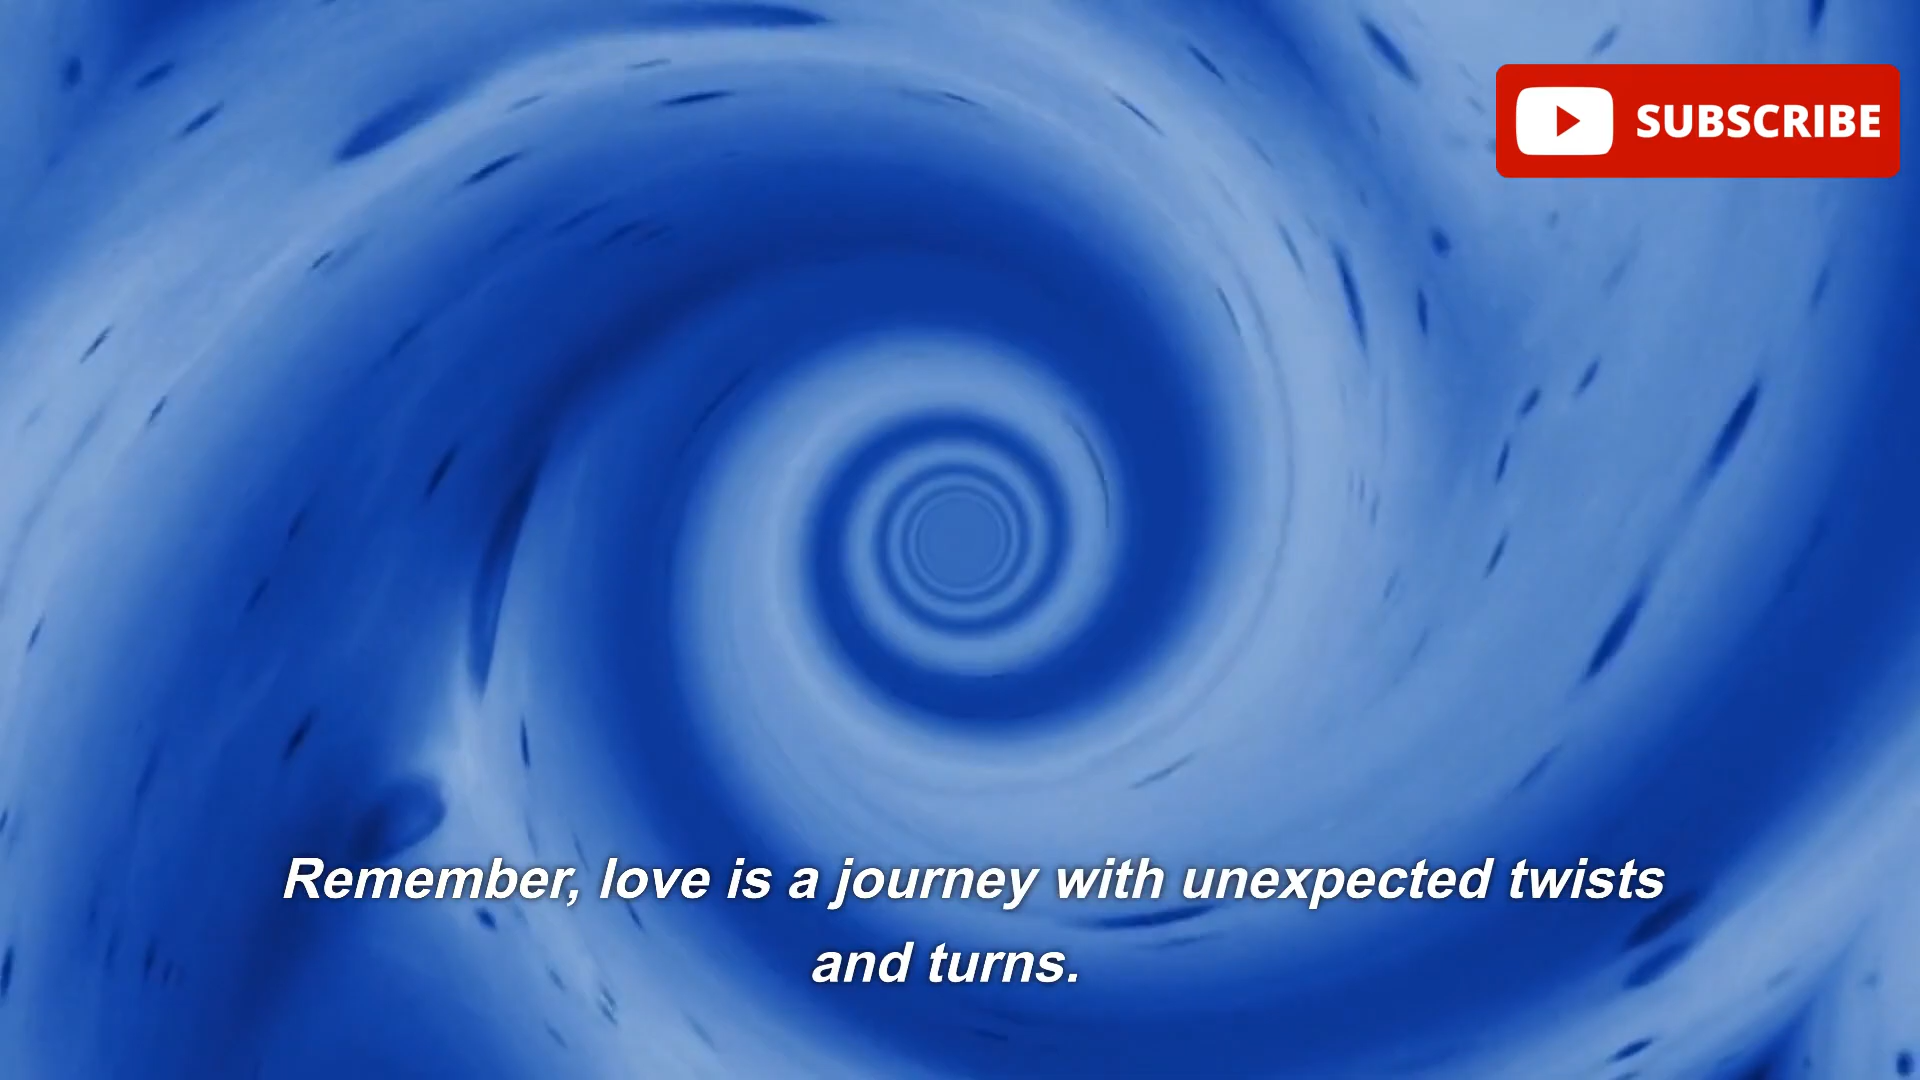 SUBSCRIBE
Remember, love is a journey with unexpected twists
and turns.